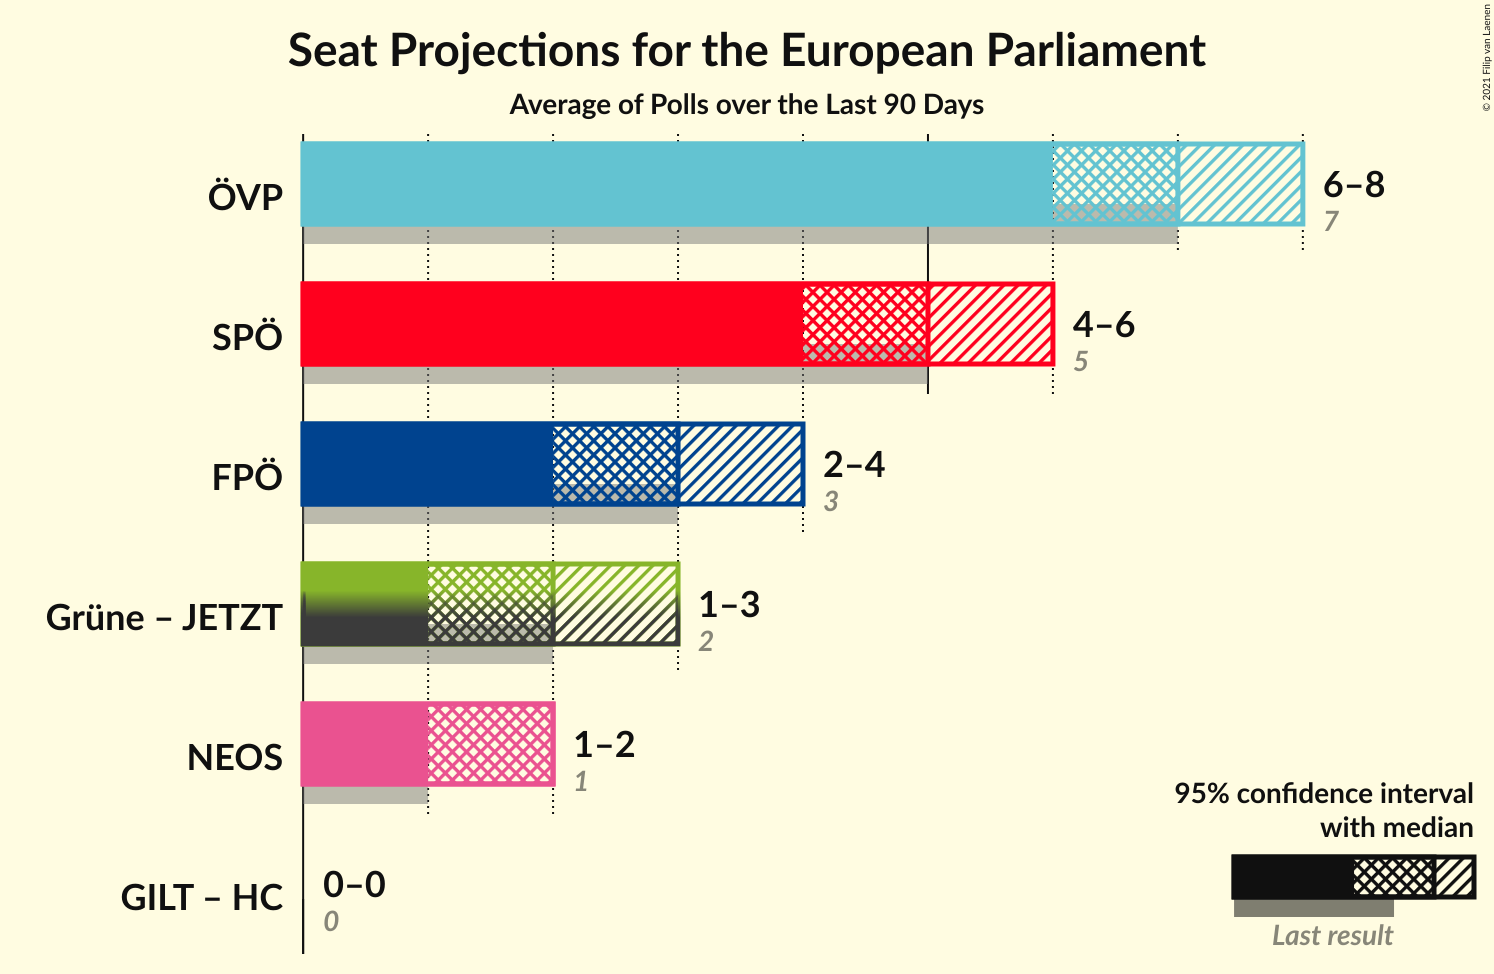 Seat Projections for the European Parliament
Average of Polls over the Last 90 Days
© 2021 Filip van Laenen
ÖVP
6–8
7
SPÖ
4–6
5
FPÖ
2–4
3
Grüne – JETZT
1–3
2
NEOS
1–2
1
GILT – HC
0–0
0
95% confidence interval
with median
Last result